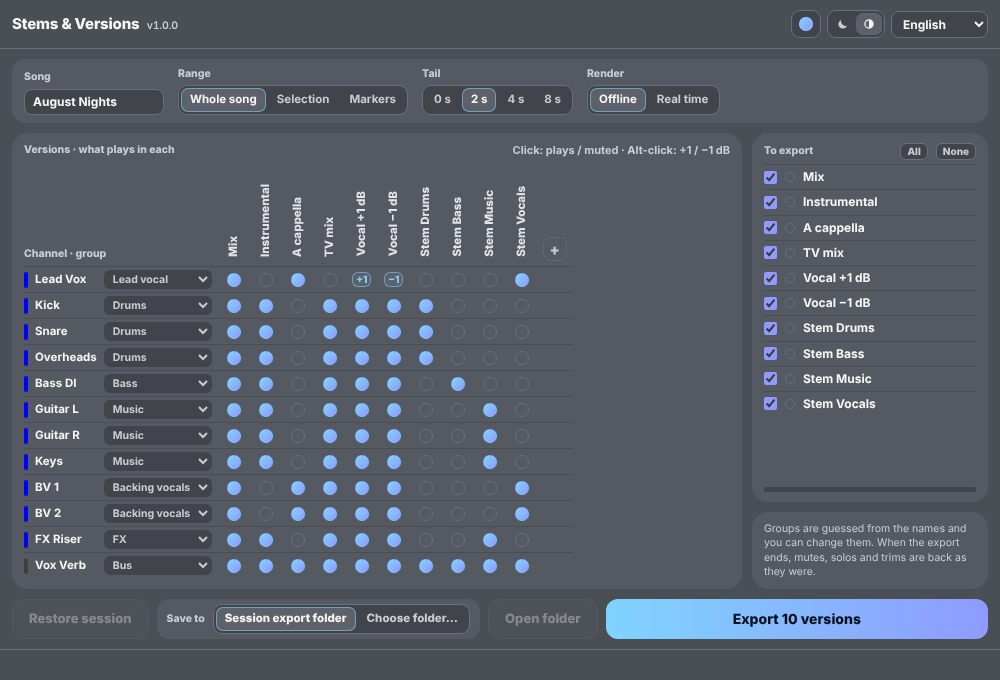 Stems & Versions v1.0.0
English
Song
August Nights
Range
Whole song Selection Markers
Tail
0 s 2 s 4 s 8 s
Render
Offline Real time
Versions · what plays in each
Click: plays / muted · Alt-click: +1 / −1 dB
Channel · group
Mix
Instrumental
A cappella
TV mix
Vocal +1 dB
Vocal −1 dB
Stem Drums
Stem Bass
Stem Music
Stem Vocals
+
Lead Vox Lead vocal +1 −1
Kick Drums
Snare Drums
Overheads Drums
Bass DI Bass
Guitar L Music
Guitar R Music
Keys Music
BV 1 Backing vocals
BV 2 Backing vocals
FX Riser FX
Vox Verb Bus
To export All None
Mix
Instrumental
A cappella
TV mix
Vocal +1 dB
Vocal −1 dB
Stem Drums
Stem Bass
Stem Music
Stem Vocals
Groups are guessed from the names and
you can change them. When the export
ends, mutes, solos and trims are back as
they were.
Restore session
Save to Session export folder Choose folder...
Open folder
Export 10 versions